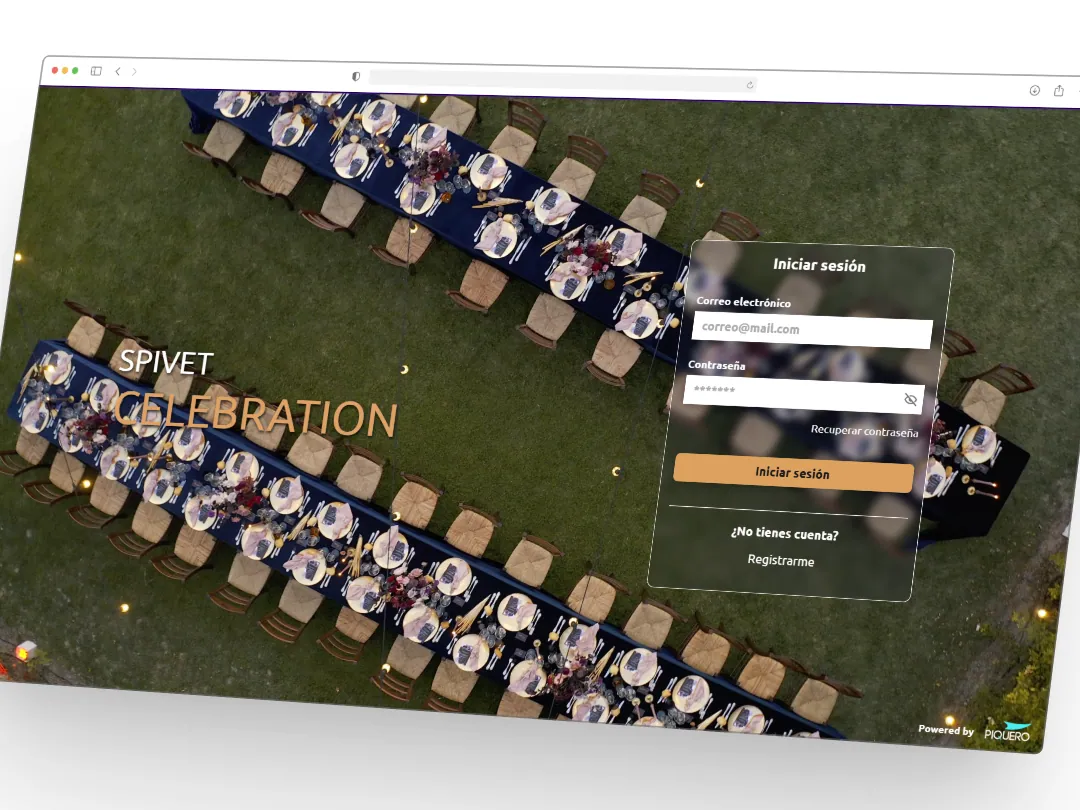 SPIVET
CELEBRATION
Iniciar sesión
Correo electrónico
correo@mail.com
Contraseña
*******
Recuperar contraseña
Iniciar sesión
¿No tienes cuenta?
Registrarme
Powered by
PIQUERO